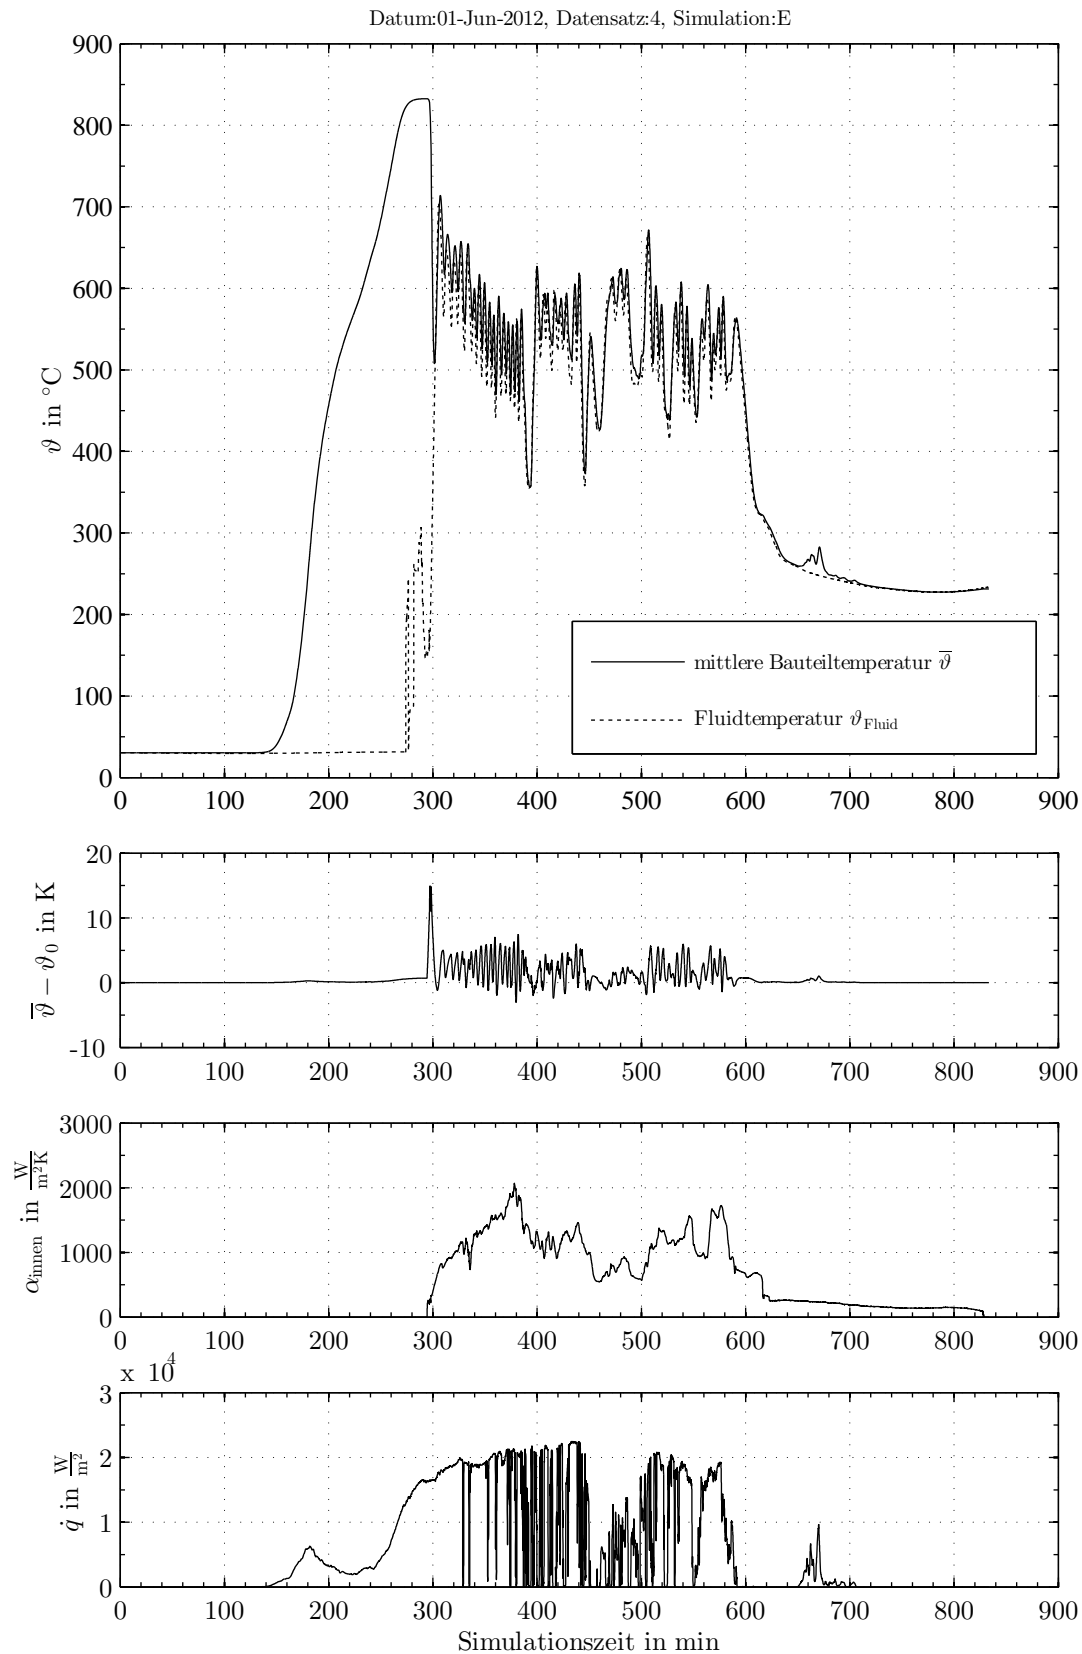 Datum:01-Jun-2012, Datensatz:4, Simulation:E
900
800
700
600
500
400
300
200
100
0
ϑ in °C
mittlere Bauteiltemperatur ϑ̅
Fluidtemperatur ϑ_Fluid
0 100 200 300 400 500 600 700 800 900
20
10
0
-10
ϑ̅ − ϑ_0 in K
0 100 200 300 400 500 600 700 800 900
3000
2000
1000
0
α_innen in W/m²K
0 100 200 300 400 500 600 700 800 900
x 10^4
3
2
1
0
q̇ in W/m²
0 100 200 300 400 500 600 700 800 900
Simulationszeit in min